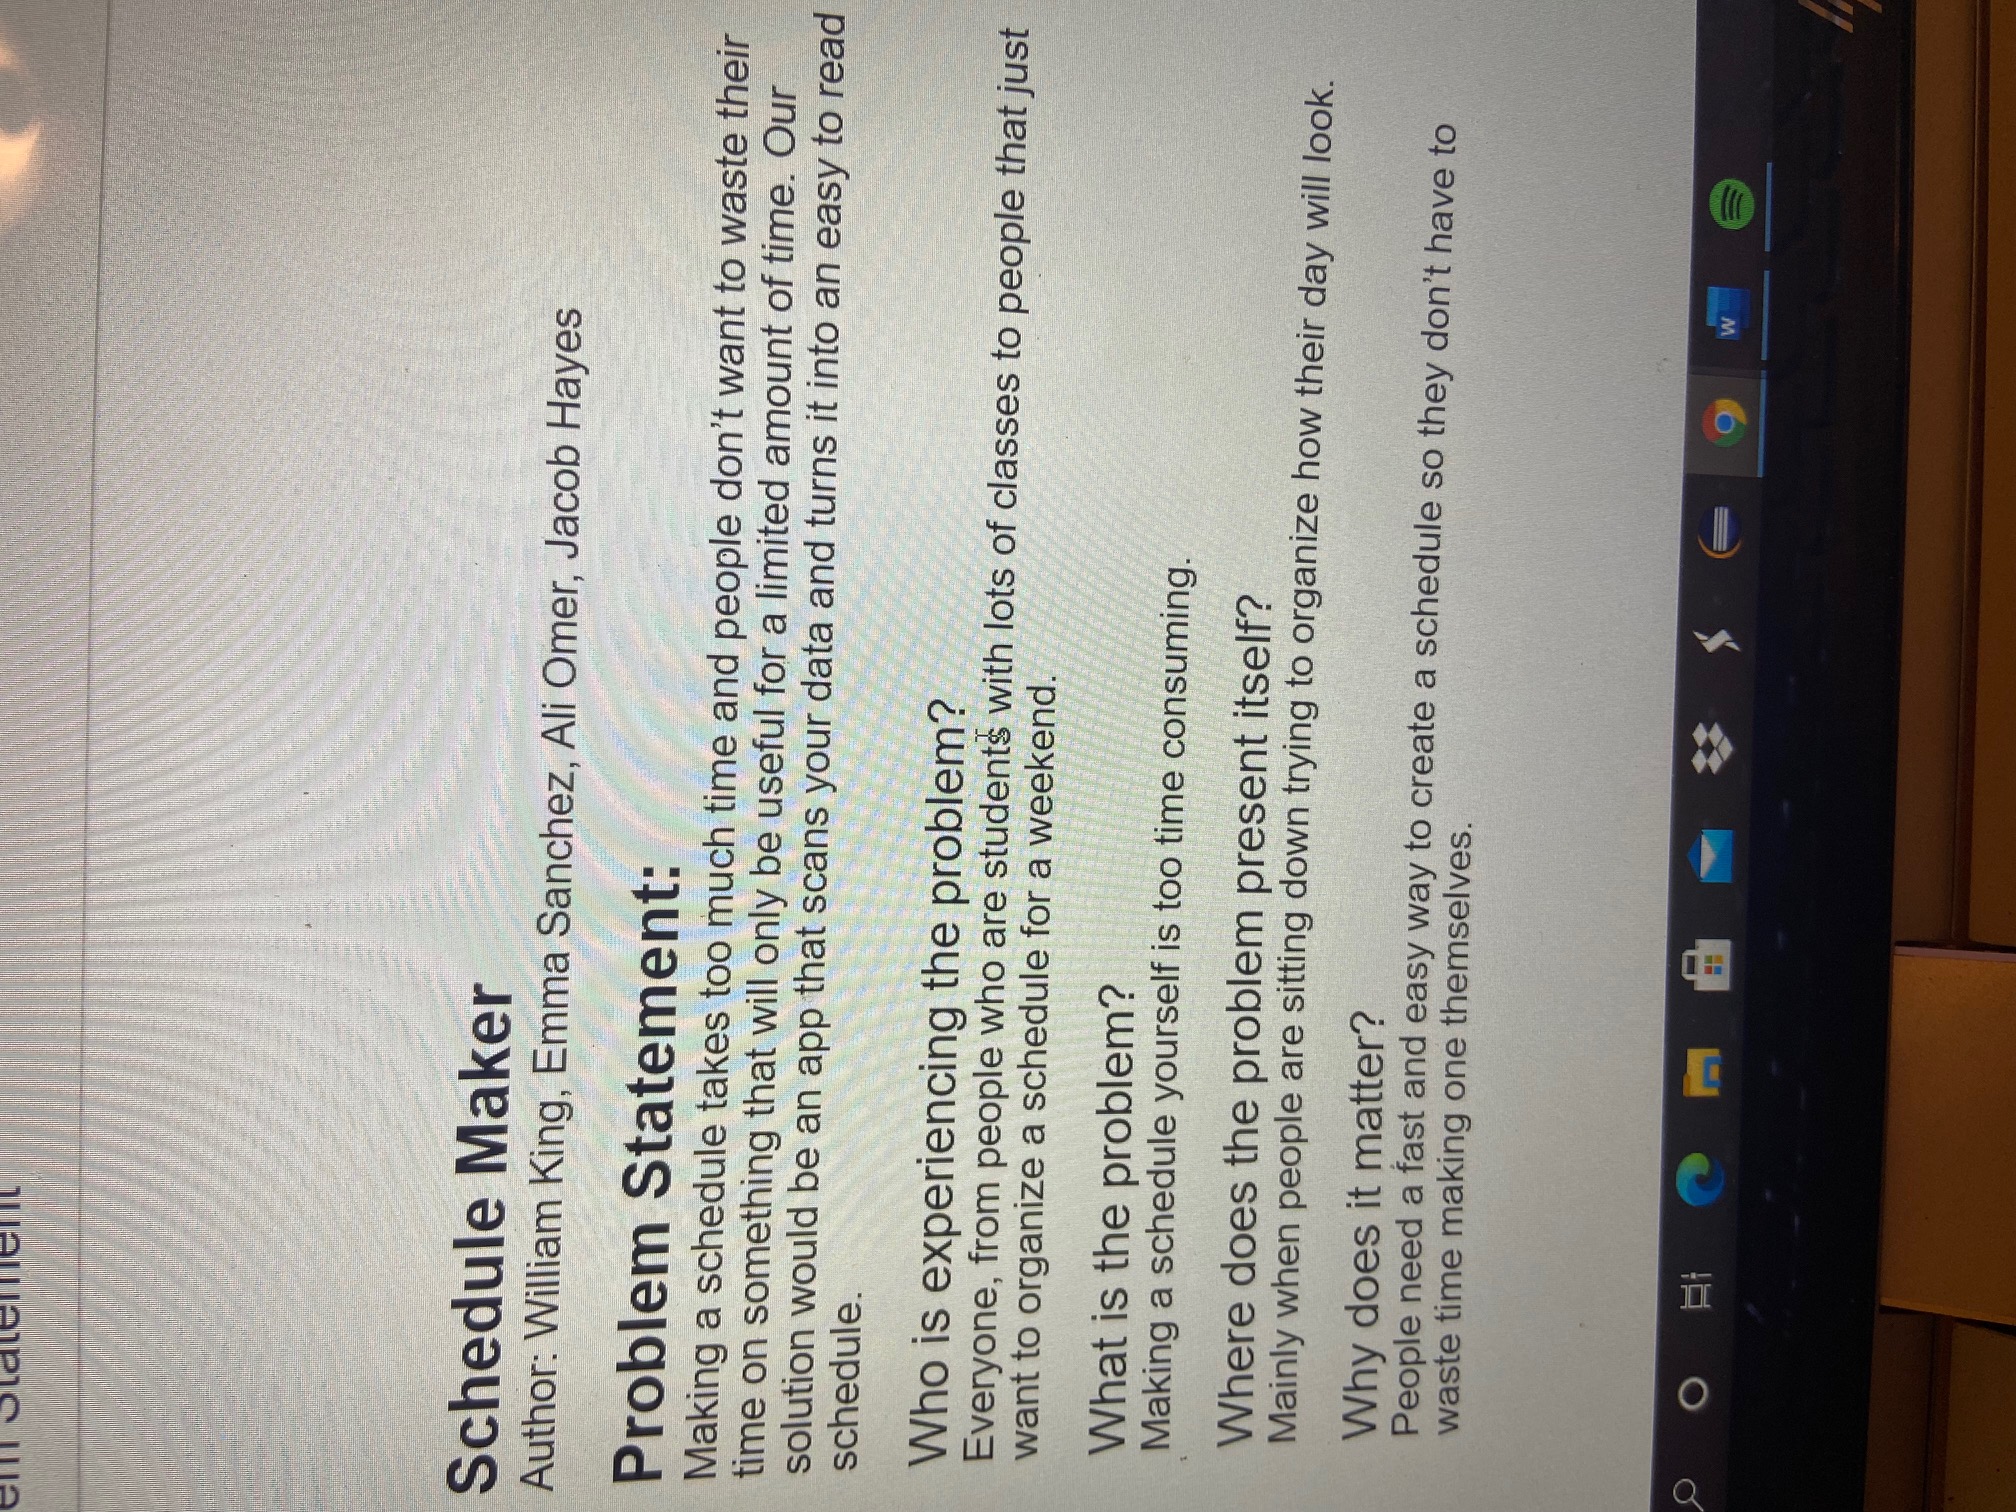 Statement
Schedule Maker
Author: William King, Emma Sanchez, Ali Omer, Jacob Hayes
Problem Statement:
Making a schedule takes too much time and people don't want to waste their
time on something that will only be useful for a limited amount of time. Our
solution would be an app that scans your data and turns it into an easy to read
schedule.
Who is experiencing the problem?
Everyone, from people who are students with lots of classes to people that just
want to organize a schedule for a weekend.
What is the problem?
Making a schedule yourself is too time consuming.
Where does the problem present itself?
Mainly when people are sitting down trying to organize how their day will look.
Why does it matter?
People need a fast and easy way to create a schedule so they don't have to
waste time making one themselves.
W